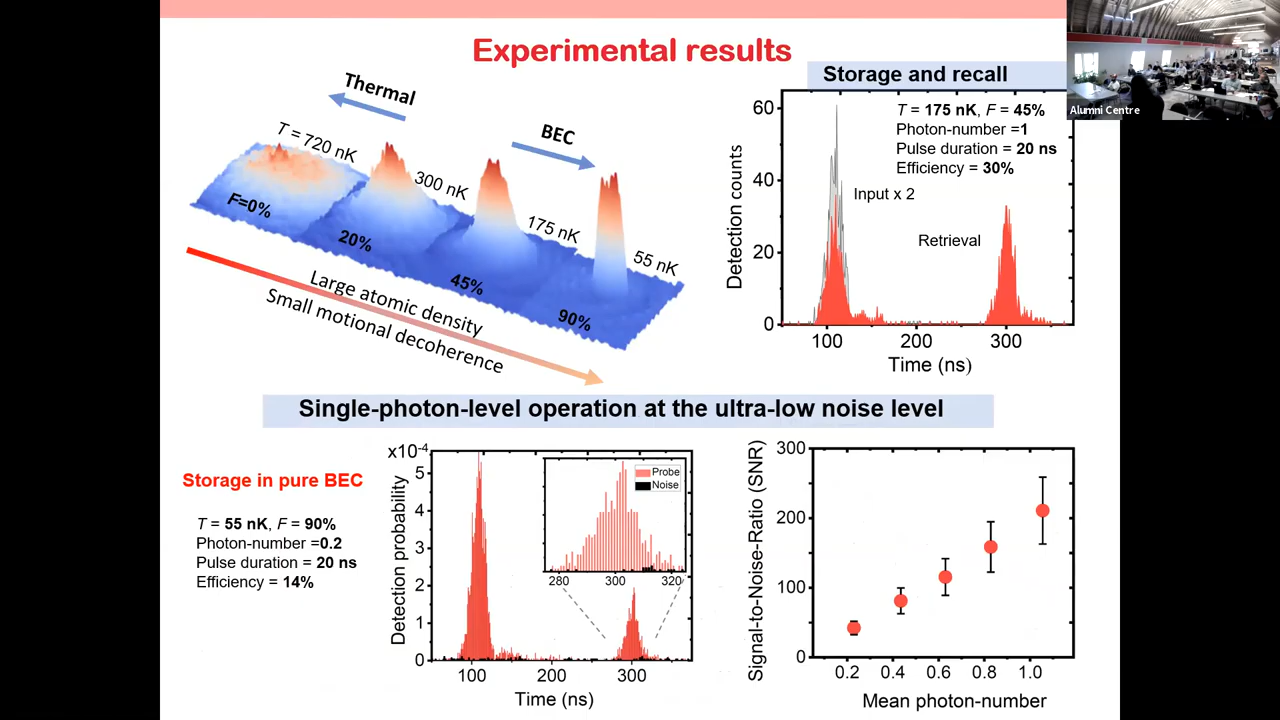 Experimental results
Thermal
BEC
T = 720 nK
300 nK
175 nK
55 nK
F=0%
20%
45%
90%
Large atomic density
Small motional decoherence
Storage and recall
Alumni Centre
T = 175 nK, F = 45%
Photon-number =1
Pulse duration = 20 ns
Efficiency = 30%
Input x 2
Retrieval
Detection counts
60
40
20
0
100 200 300
Time (ns)
Single-photon-level operation at the ultra-low noise level
Storage in pure BEC
T = 55 nK, F = 90%
Photon-number =0.2
Pulse duration = 20 ns
Efficiency = 14%
x10-4
Detection probability
5
4
3
2
1
0
100 200 300
Time (ns)
Probe
Noise
280 300 320
Signal-to-Noise-Ratio (SNR)
300
200
100
0
0.2 0.4 0.6 0.8 1.0
Mean photon-number